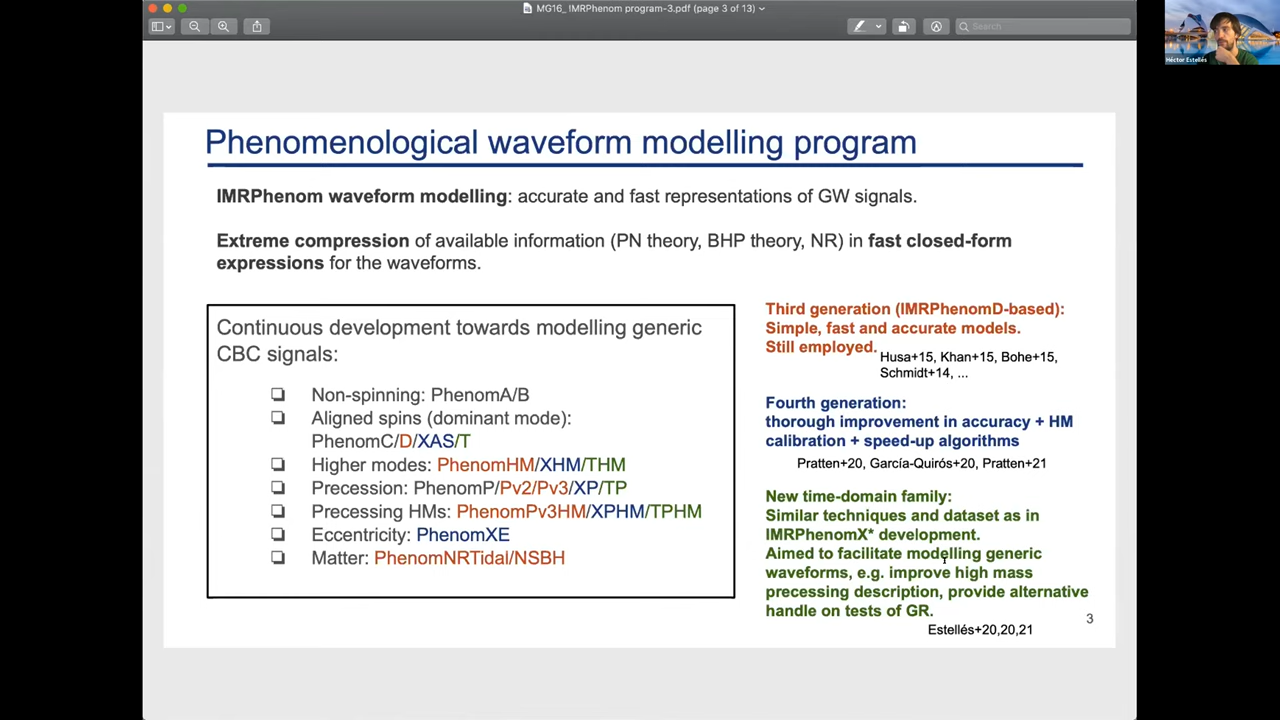 MG16_ IMRPhenom program-3.pdf (page 3 of 13)
Search
Héctor Estellés
Phenomenological waveform modelling program
IMRPhenom waveform modelling: accurate and fast representations of GW signals.
Extreme compression of available information (PN theory, BHP theory, NR) in fast closed-form
expressions for the waveforms.
Continuous development towards modelling generic
CBC signals:
Non-spinning: PhenomA/B
Aligned spins (dominant mode):
PhenomC/D/XAS/T
Higher modes: PhenomHM/XHM/THM
Precession: PhenomP/Pv2/Pv3/XP/TP
Precessing HMs: PhenomPv3HM/XPHM/TPHM
Eccentricity: PhenomXE
Matter: PhenomNRTidal/NSBH
Third generation (IMRPhenomD-based):
Simple, fast and accurate models.
Still employed.
Husa+15, Khan+15, Bohe+15,
Schmidt+14, ...
Fourth generation:
thorough improvement in accuracy + HM
calibration + speed-up algorithms
Pratten+20, García-Quirós+20, Pratten+21
New time-domain family:
Similar techniques and dataset as in
IMRPhenomX* development.
Aimed to facilitate modelling generic
waveforms, e.g. improve high mass
precessing description, provide alternative
handle on tests of GR.
Estellés+20,20,21
3